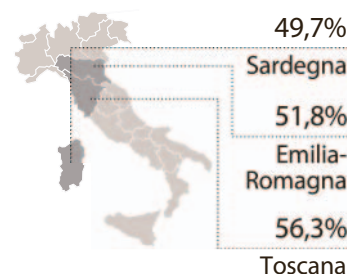 49,7%
Sardegna
51,8%
Emilia-
Romagna
56,3%
Toscana